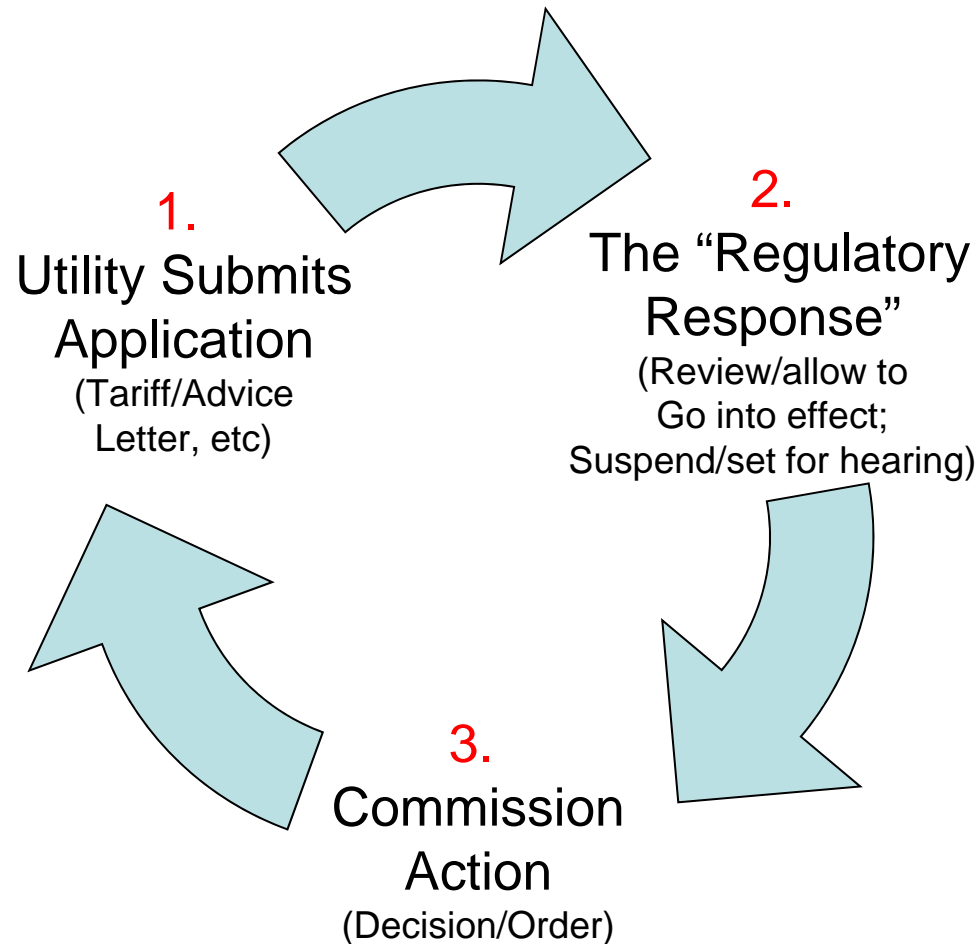 1.
Utility Submits
Application
(Tariff/Advice
Letter, etc)
2.
The “Regulatory
Response”
(Review/allow to
Go into effect;
Suspend/set for hearing)
3.
Commission
Action
(Decision/Order)